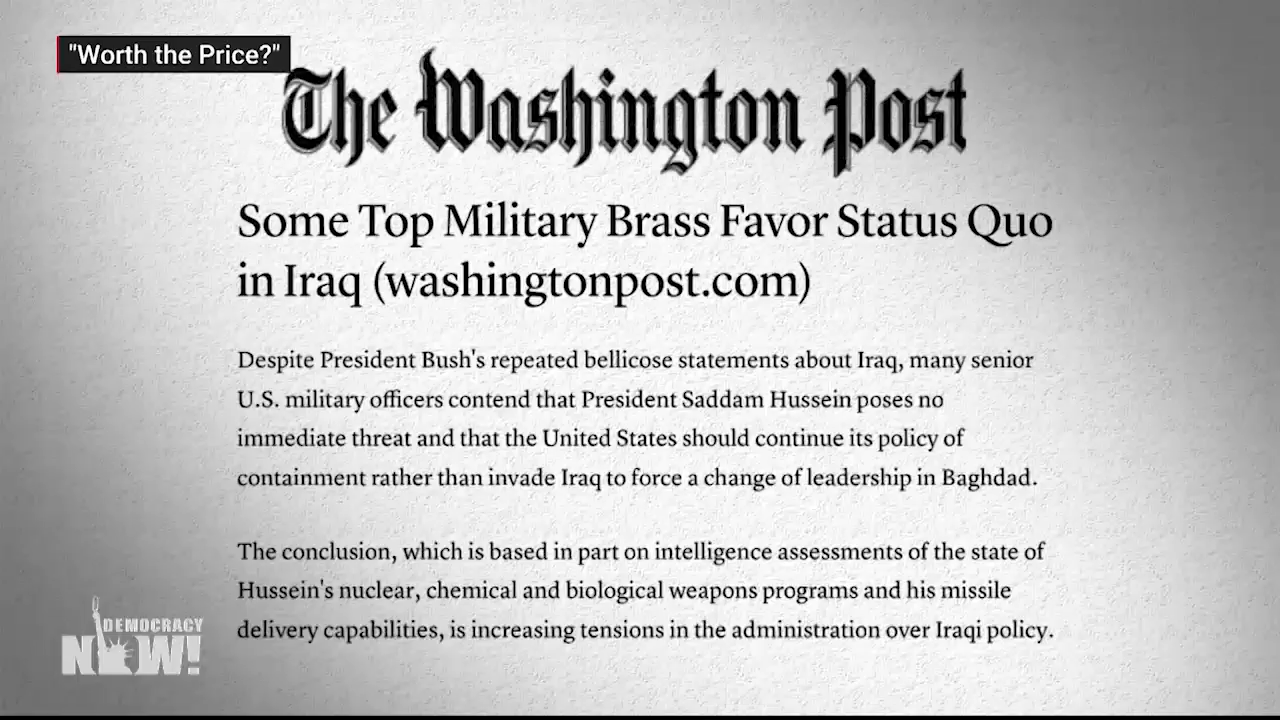 "Worth the Price?"
The Washington Post
Some Top Military Brass Favor Status Quo
in Iraq (washingtonpost.com)
Despite President Bush's repeated bellicose statements about Iraq, many senior
U.S. military officers contend that President Saddam Hussein poses no
immediate threat and that the United States should continue its policy of
containment rather than invade Iraq to force a change of leadership in Baghdad.
The conclusion, which is based in part on intelligence assessments of the state of
Hussein's nuclear, chemical and biological weapons programs and his missile
delivery capabilities, is increasing tensions in the administration over Iraqi policy.
DEMOCRACY
NOW!